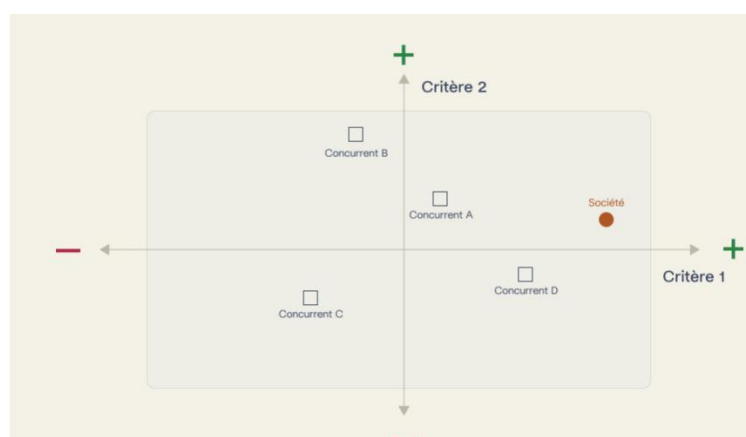 +
Critère 2
Concurrent B
Société
Concurrent A
−
+
Critère 1
Concurrent D
Concurrent C